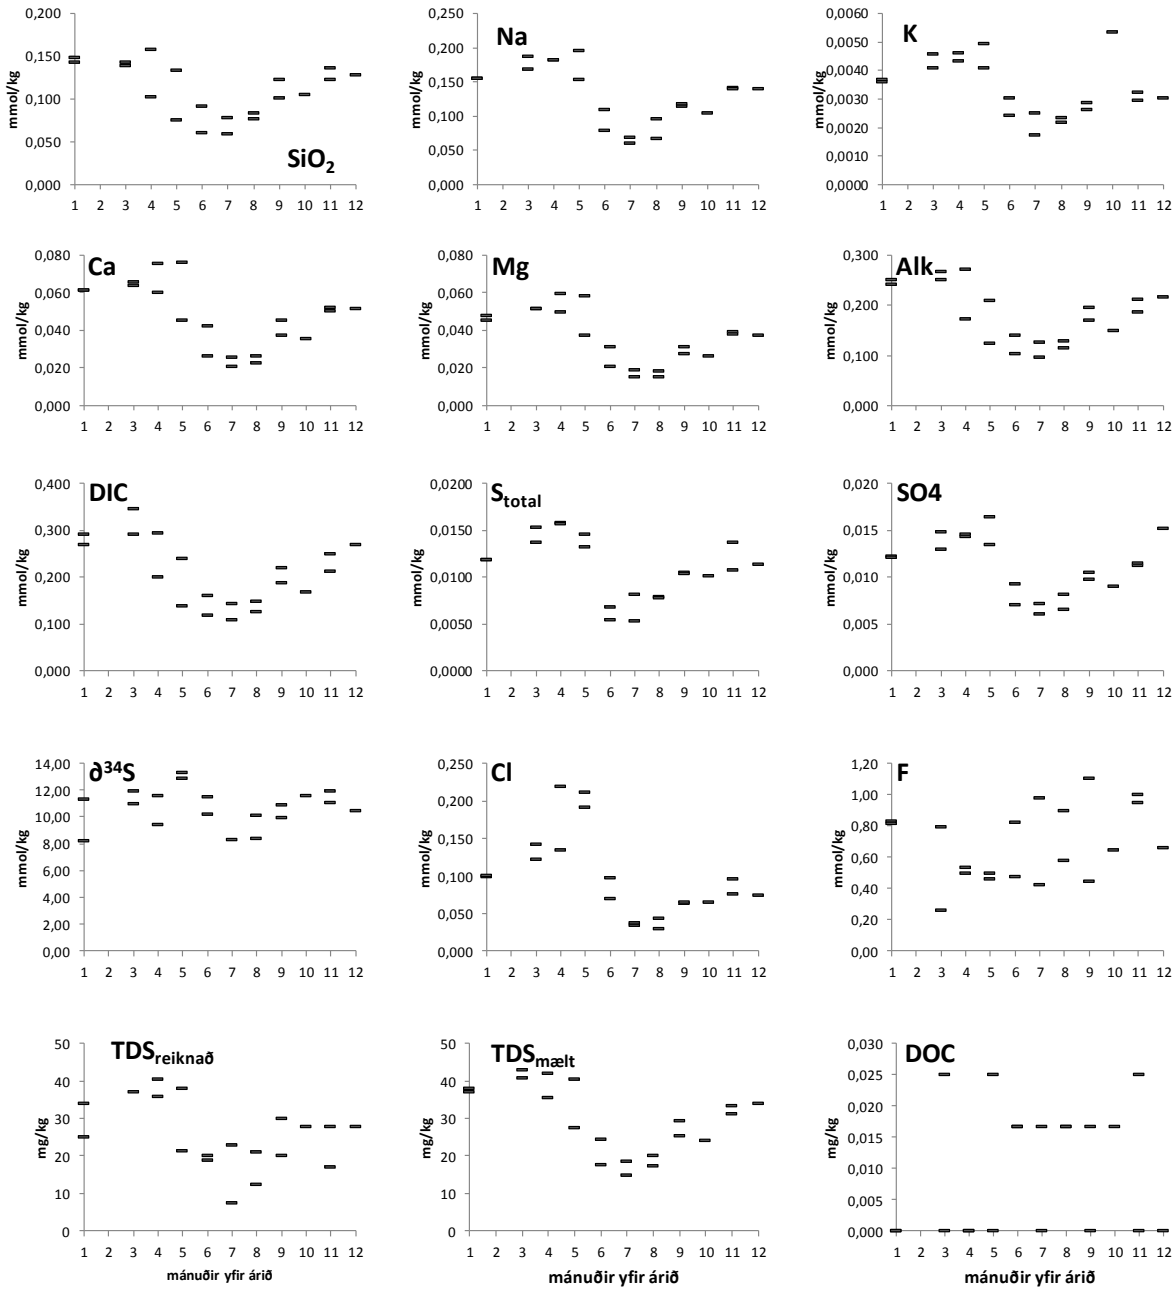 SiO2
mmol/kg
0,200
0,150
0,100
0,050
0,000
1 2 3 4 5 6 7 8 9 10 11 12
Na
mmol/kg
0,250
0,200
0,150
0,100
0,050
0,000
1 2 3 4 5 6 7 8 9 10 11 12
K
mmol/kg
0,0060
0,0050
0,0040
0,0030
0,0020
0,0010
0,0000
1 2 3 4 5 6 7 8 9 10 11 12
Ca
mmol/kg
0,080
0,060
0,040
0,020
0,000
1 2 3 4 5 6 7 8 9 10 11 12
Mg
mmol/kg
0,080
0,060
0,040
0,020
0,000
1 2 3 4 5 6 7 8 9 10 11 12
Alk
mmol/kg
0,300
0,200
0,100
0,000
1 2 3 4 5 6 7 8 9 10 11 12
DIC
mmol/kg
0,400
0,300
0,200
0,100
0,000
1 2 3 4 5 6 7 8 9 10 11 12
Stotal
mmol/kg
0,0200
0,0150
0,0100
0,0050
0,0000
1 2 3 4 5 6 7 8 9 10 11 12
SO4
mmol/kg
0,020
0,015
0,010
0,005
0,000
1 2 3 4 5 6 7 8 9 10 11 12
∂34S
mmol/kg
14,00
12,00
10,00
8,00
6,00
4,00
2,00
0,00
1 2 3 4 5 6 7 8 9 10 11 12
Cl
mmol/kg
0,250
0,200
0,150
0,100
0,050
0,000
1 2 3 4 5 6 7 8 9 10 11 12
F
mmol/kg
1,20
1,00
0,80
0,60
0,40
0,20
0,00
1 2 3 4 5 6 7 8 9 10 11 12
TDSreiknað
mg/kg
50
40
30
20
10
0
1 2 3 4 5 6 7 8 9 10 11 12
mánuðir yfir árið
TDSmælt
mg/kg
50
40
30
20
10
0
1 2 3 4 5 6 7 8 9 10 11 12
mánuðir yfir árið
DOC
mmol/kg
0,030
0,025
0,020
0,015
0,010
0,005
0,000
1 2 3 4 5 6 7 8 9 10 11 12
mánuðir yfir árið